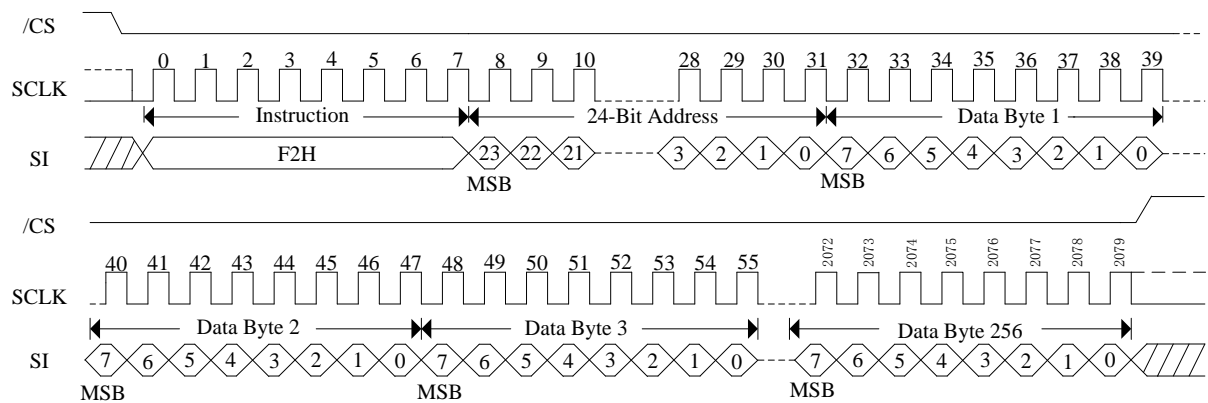 /CS
0 1 2 3 4 5 6 7 8 9 10 28 29 30 31 32 33 34 35 36 37 38 39
SCLK
Instruction 24-Bit Address Data Byte 1
SI F2H 23 22 21 3 2 1 0 7 6 5 4 3 2 1 0
MSB MSB
/CS
40 41 42 43 44 45 46 47 48 49 50 51 52 53 54 55 2072 2073 2074 2075 2076 2077 2078 2079
SCLK
Data Byte 2 Data Byte 3 Data Byte 256
SI 7 6 5 4 3 2 1 0 7 6 5 4 3 2 1 0 7 6 5 4 3 2 1 0
MSB MSB MSB